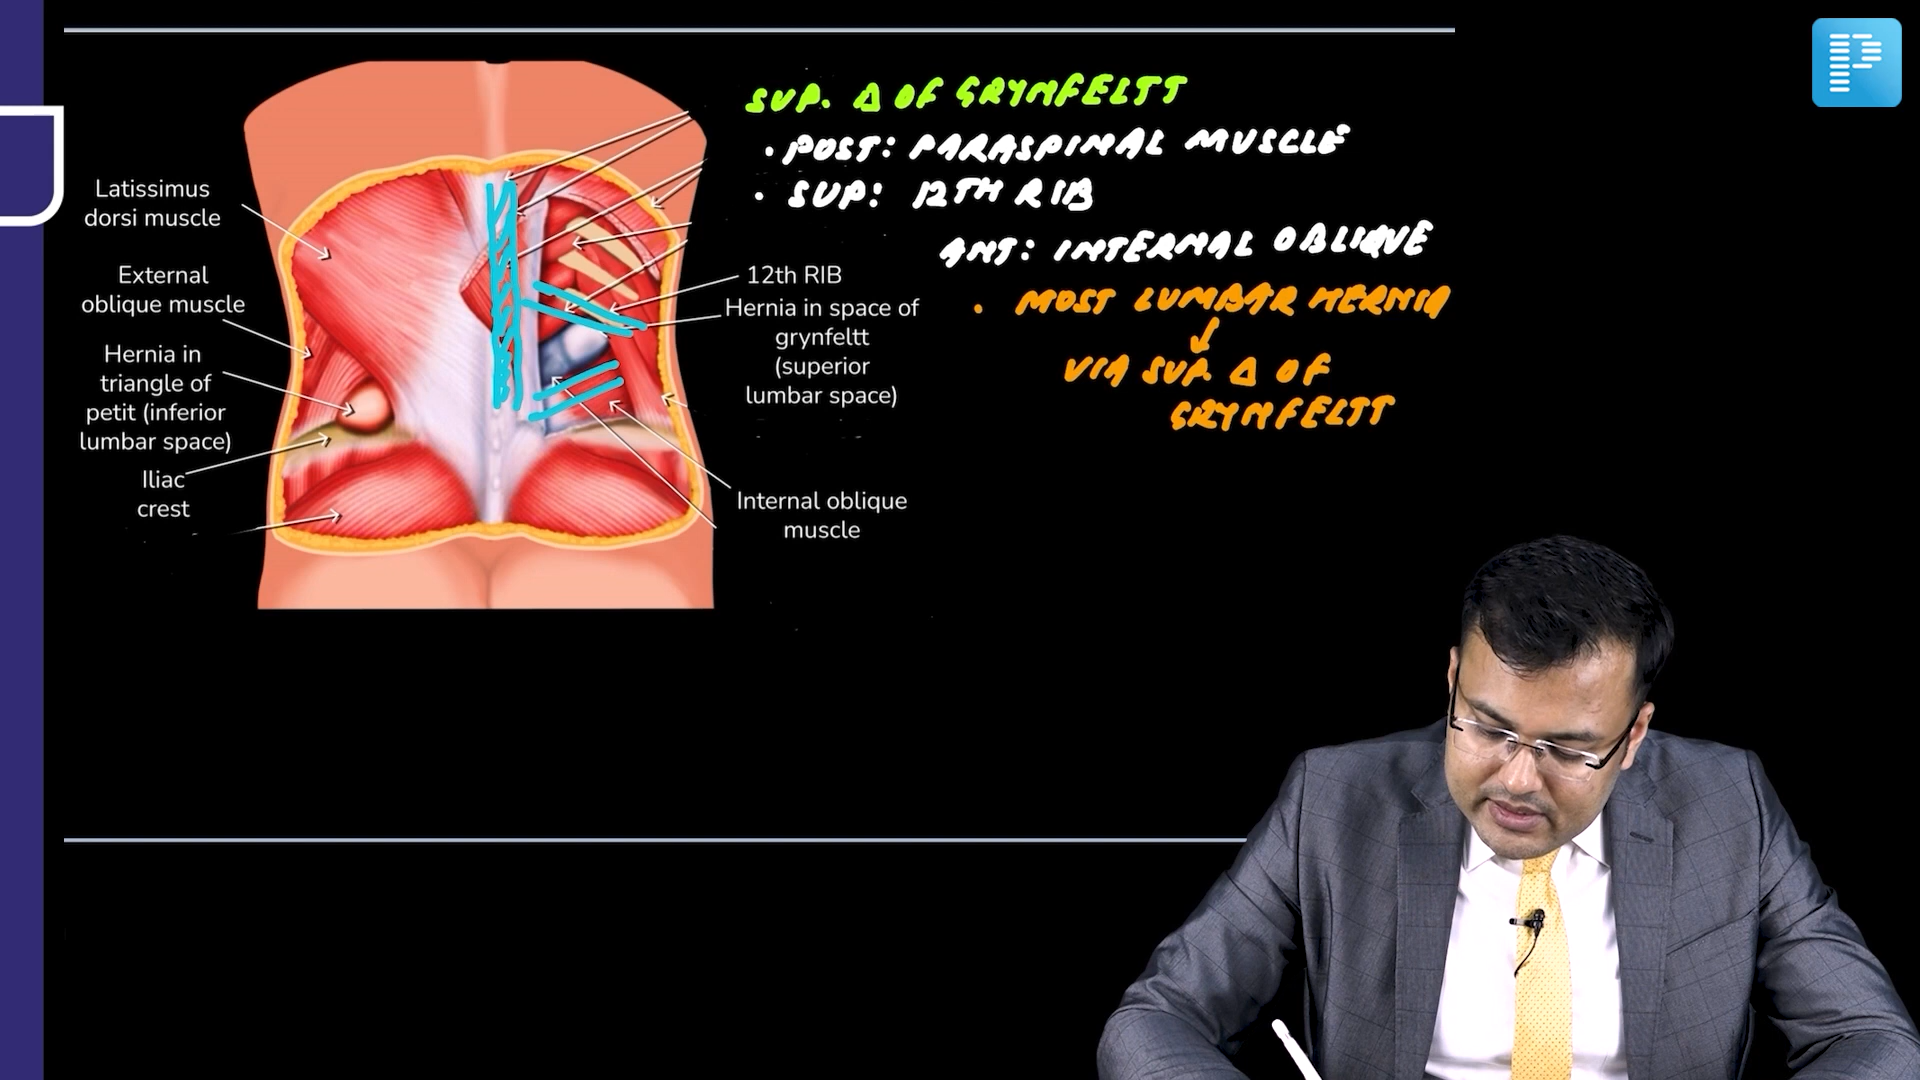 SUP. Δ OF GRYNFELTT
• POST: PARASPINAL MUSCLE
• SUP: 12TH RIB
ANT: INTERNAL OBLIQUE
• MOST LUMBAR HERNIA
↓
VIA SUP. Δ OF
GRYNFELTT
Latissimus
dorsi muscle
External
oblique muscle
Hernia in
triangle of
petit (inferior
lumbar space)
Iliac
crest
12th RIB
Hernia in space of
grynfeltt
(superior
lumbar space)
Internal oblique
muscle
P